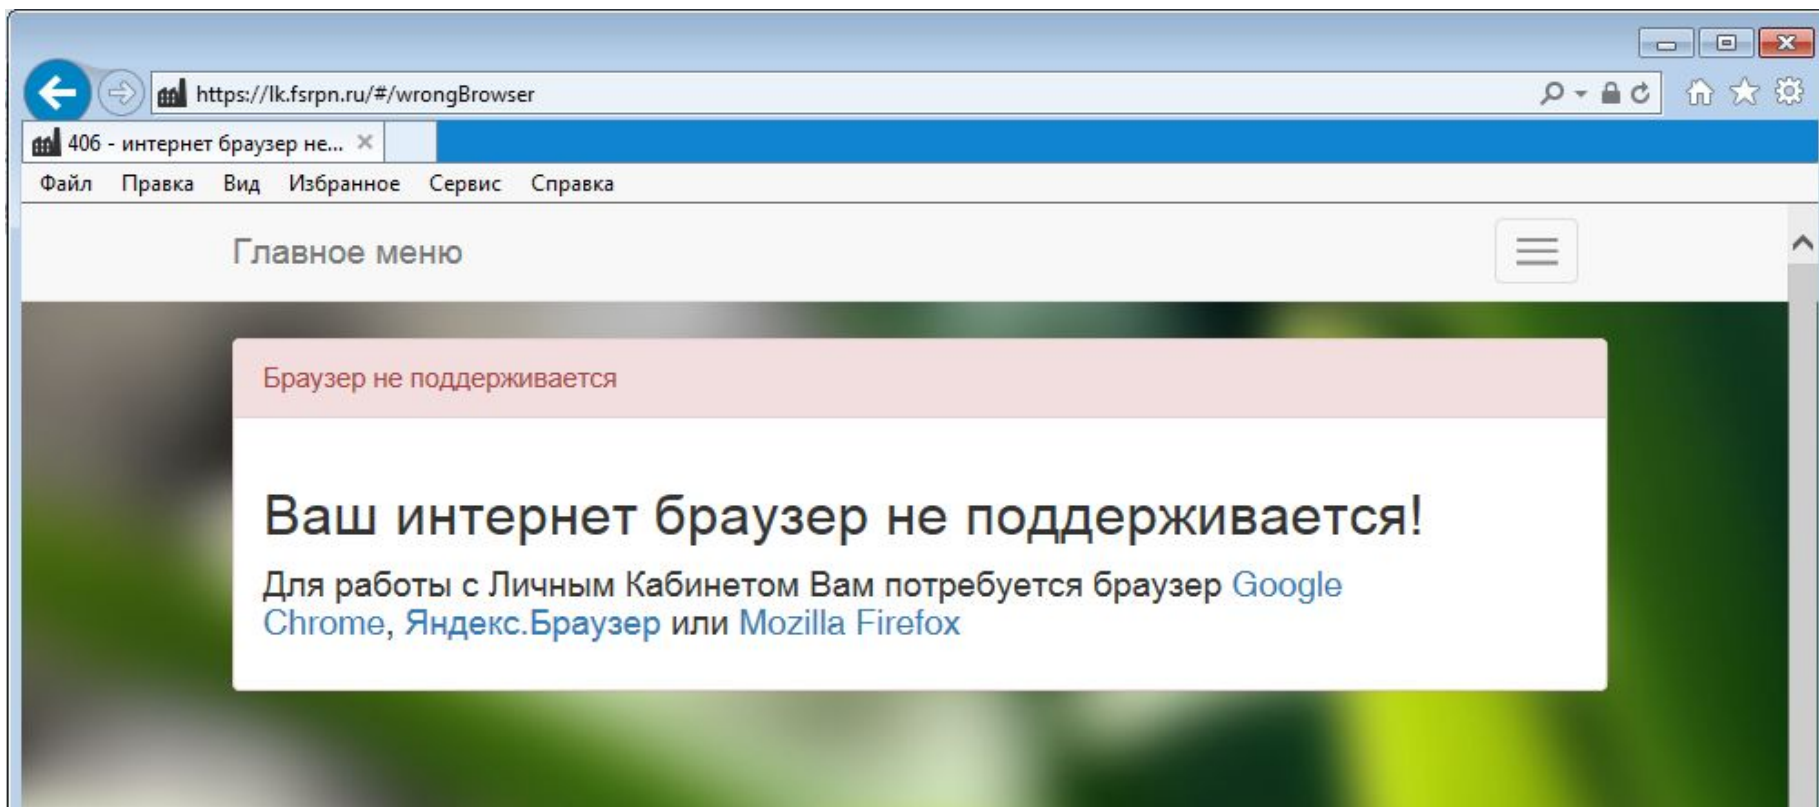 https://lk.fsrpn.ru/#/wrongBrowser
406 - интернет браузер не...
Файл Правка Вид Избранное Сервис Справка
Главное меню
Браузер не поддерживается
Ваш интернет браузер не поддерживается!
Для работы с Личным Кабинетом Вам потребуется браузер Google
Chrome, Яндекс.Браузер или Mozilla Firefox